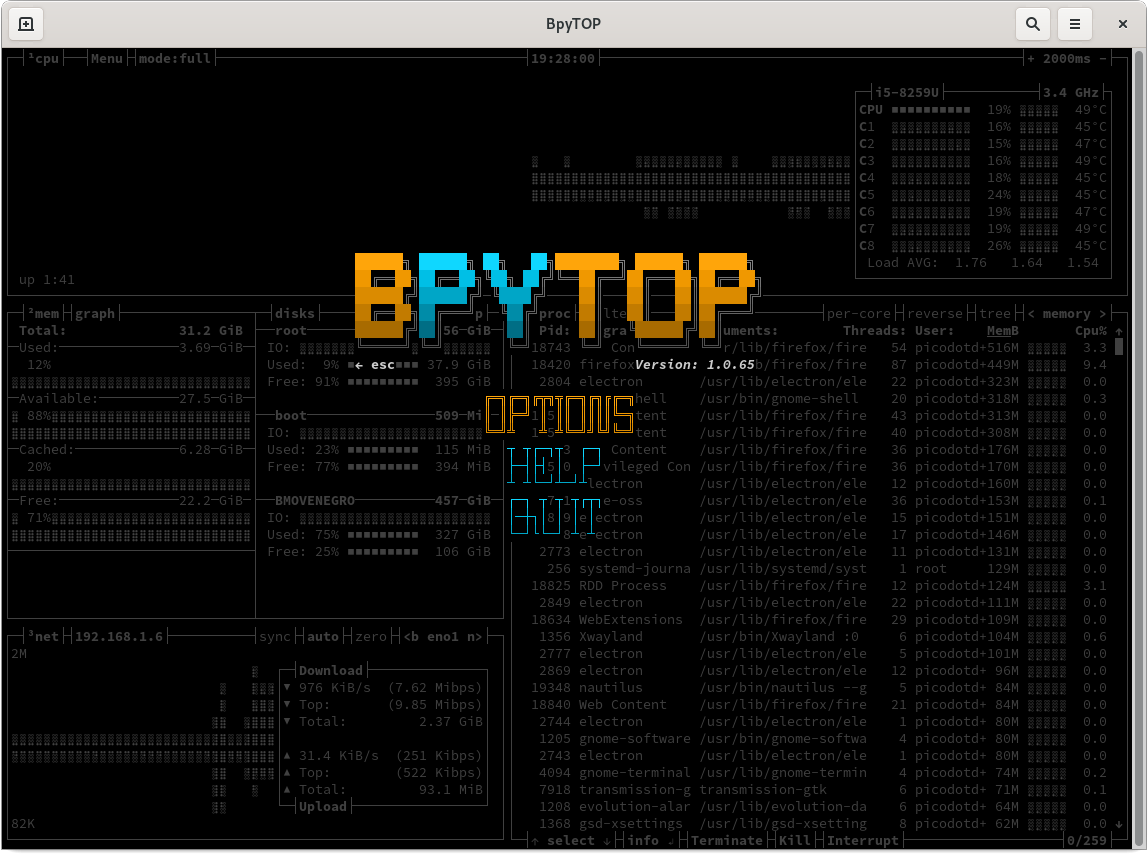 BpyTOP
¹cpu Menu mode:full 19:28:00 + 2000ms -
i5-8259U 3.4 GHz
CPU 19% 49°C
C1 16% 45°C
C2 15% 47°C
C3 16% 49°C
C4 18% 45°C
C5 24% 45°C
C6 19% 47°C
C7 19% 49°C
C8 26% 45°C
Load AVG: 1.76 1.64 1.54
up 1:41
BPYTOP
← esc
Version: 1.0.65
OPTIONS
HELP
QUIT
²mem graph
Total: 31.2 GiB
Used: 3.69 GiB
12%
Available: 27.5 GiB
88%
Cached: 6.28 GiB
20%
Free: 22.2 GiB
71%
disks
root 56 GiB
IO:
Used: 9% 37.9 GiB
Free: 91% 395 GiB
boot 509 Mi
IO:
Used: 23% 115 MiB
Free: 77% 394 MiB
BMOVENEGRO 457 GiB
IO:
Used: 75% 327 GiB
Free: 25% 106 GiB
³net 192.168.1.6 sync auto zero <b eno1 n>
2M
Download
▼ 976 KiB/s (7.62 Mibps)
▼ Top: (9.85 Mibps)
▼ Total: 2.37 GiB
▲ 31.4 KiB/s (251 Kibps)
▲ Top: (522 Kibps)
▲ Total: 93.1 MiB
Upload
82K
proc per-core reverse tree < memory >
Pid: uments: Threads: User: MemB Cpu% ↑
18743 Con r/lib/firefox/fire 54 picodotd+516M 3.3
18420 firefox r/lib/firefox/fire 87 picodotd+449M 9.4
2804 electron /usr/lib/electron/ele 22 picodotd+323M 0.2
hell /usr/bin/gnome-shell 20 picodotd+318M 0.3
tent /usr/lib/firefox/fire 43 picodotd+313M 0.0
tent /usr/lib/firefox/fire 40 picodotd+308M 0.0
Content /usr/lib/firefox/fire 36 picodotd+176M 0.0
vileged Con /usr/lib/firefox/fire 36 picodotd+170M 0.0
lectron /usr/lib/electron/ele 12 picodotd+160M 0.0
e-oss /usr/lib/electron/ele 36 picodotd+153M 0.1
electron /usr/lib/electron/ele 15 picodotd+151M 0.0
electron /usr/lib/electron/ele 17 picodotd+146M 0.0
2773 electron /usr/lib/electron/ele 11 picodotd+131M 0.0
256 systemd-journa /usr/lib/systemd/syst 1 root 129M 0.0
18825 RDD Process /usr/lib/firefox/fire 12 picodotd+124M 3.1
2849 electron /usr/lib/electron/ele 22 picodotd+111M 0.0
18634 WebExtensions /usr/lib/firefox/fire 29 picodotd+109M 0.0
1356 Xwayland /usr/bin/Xwayland :0 6 picodotd+104M 0.6
2777 electron /usr/lib/electron/ele 5 picodotd+101M 0.0
2869 electron /usr/lib/electron/ele 12 picodotd+ 96M 0.0
19348 nautilus /usr/bin/nautilus --g 5 picodotd+ 84M 0.0
18840 Web Content /usr/lib/firefox/fire 21 picodotd+ 84M 0.0
2744 electron /usr/lib/electron/ele 1 picodotd+ 80M 0.0
1205 gnome-software /usr/bin/gnome-softwa 4 picodotd+ 80M 0.0
2743 electron /usr/lib/electron/ele 1 picodotd+ 80M 0.0
4094 gnome-terminal /usr/lib/gnome-termin 4 picodotd+ 74M 0.2
7918 transmission-g transmission-gtk 6 picodotd+ 71M 0.1
1208 evolution-alar /usr/lib/evolution-da 6 picodotd+ 64M 0.0
1368 gsd-xsettings /usr/lib/gsd-xsetting 8 picodotd+ 62M 0.0 ↓
↑ select ↓ info ↲ Terminate Kill Interrupt 0/259